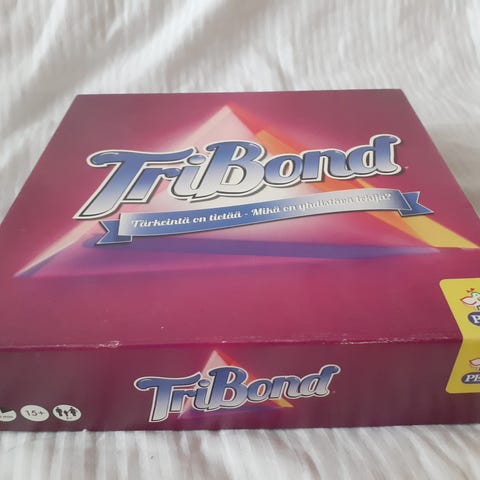 TriBond
Tärkeintä on tietää - Mikä on yhdistävä tekijä?
TriBond
15+